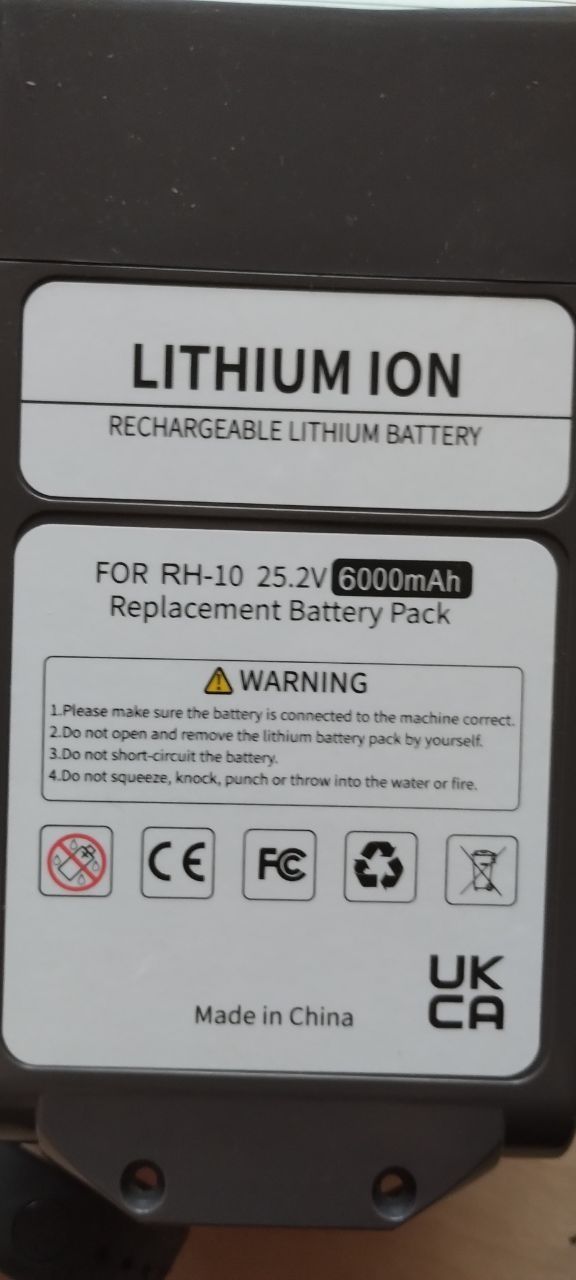 LITHIUM ION
RECHARGEABLE LITHIUM BATTERY
FOR RH-10 25.2V 6000mAh
Replacement Battery Pack
WARNING
1.Please make sure the battery is connected to the machine correct.
2.Do not open and remove the lithium battery pack by yourself.
3.Do not short-circuit the battery.
4.Do not squeeze, knock, punch or throw into the water or fire.
CE FC
UK
CA
Made in China